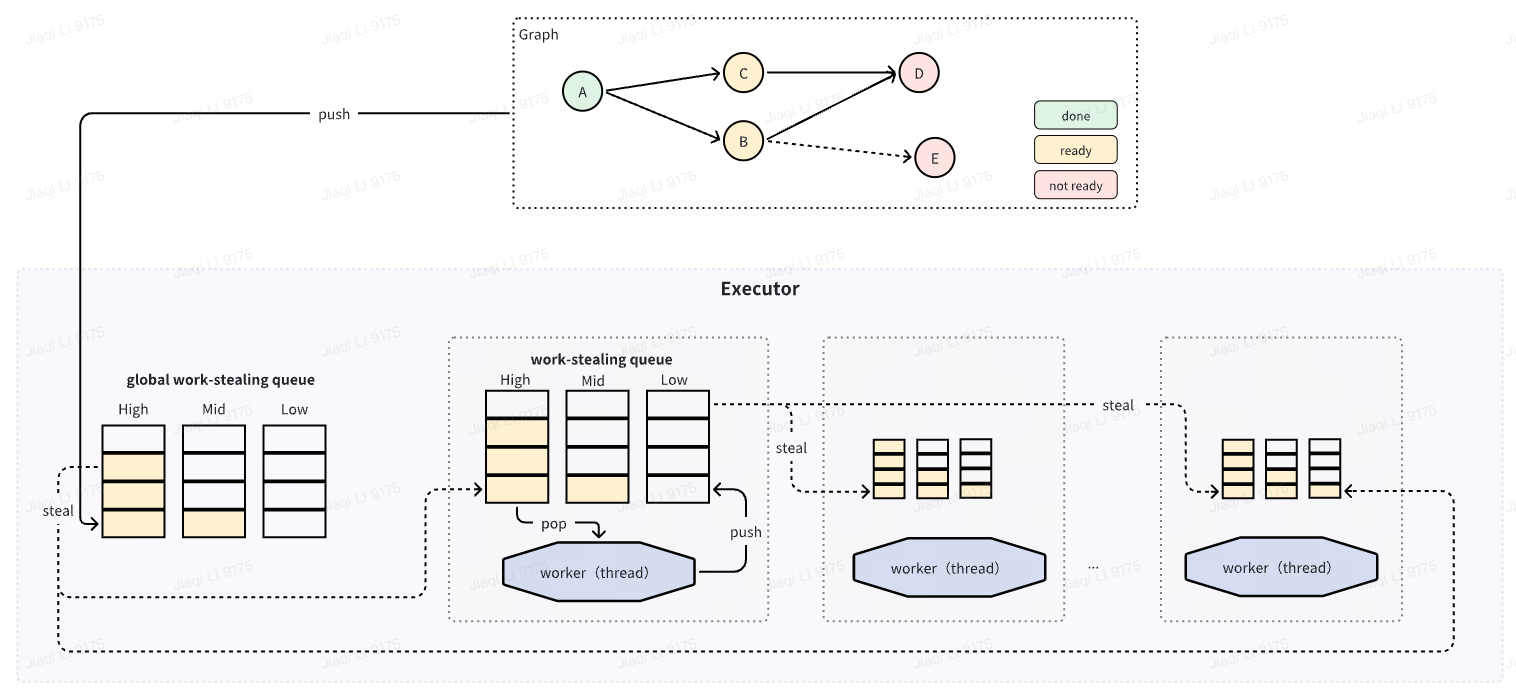 Graph
A
C
B
D
E
done
ready
not ready
push
Executor
global work-stealing queue
High Mid Low
steal
work-stealing queue
High Mid Low
pop
push
worker（thread）
steal
steal
worker（thread）
...
worker（thread）
Jiaqi Li 9175